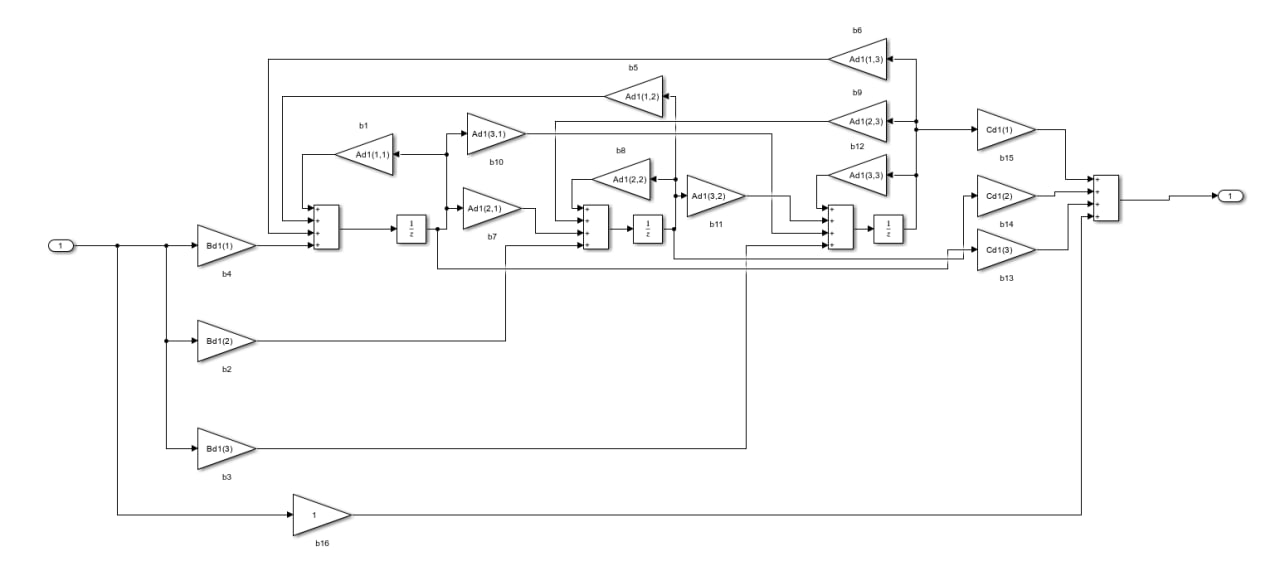 b6
Ad1(1,3)
b5
Ad1(1,2)
b9
Ad1(2,3)
b1
Ad1(1,1)
Ad1(3,1)
b10
b12
Cd1(1)
b15
b8
Ad1(2,2)
Ad1(3,3)
Ad1(3,2)
b11
Cd1(2)
b14
+
+
+
+
1
Ad1(2,1)
b7
+
+
+
+
+
+
+
+
+
+
+
+
1
z
1
z
1
z
1
Bd1(1)
b4
Cd1(3)
b13
Bd1(2)
b2
Bd1(3)
b3
1
b16